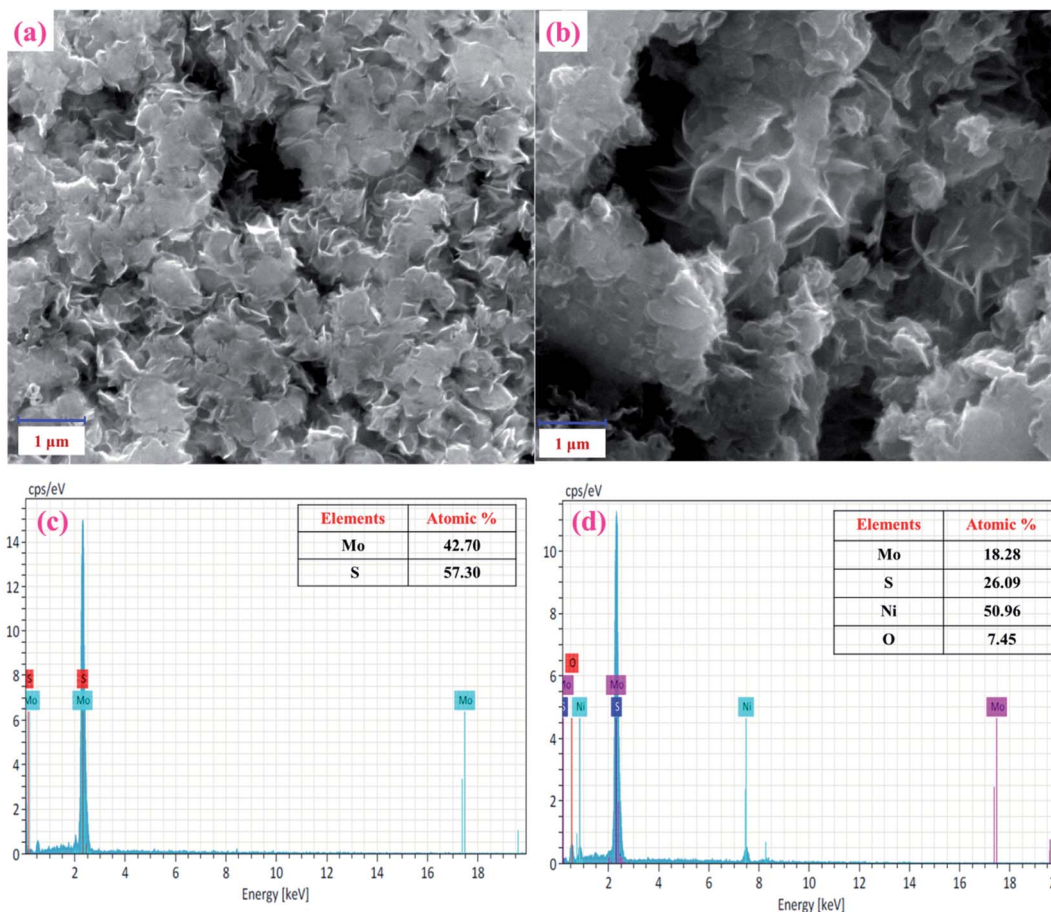 (a)
1 µm
(b)
1 µm
cps/eV
(c)
Elements Atomic %
Mo 42.70
S 57.30
14
12
10
8
6
4
2
0
S
Mo
S
Mo
Mo
2 4 6 8 10 12 14 16 18
Energy [keV]
cps/eV
(d)
Elements Atomic %
Mo 18.28
S 26.09
Ni 50.96
O 7.45
10
8
6
4
2
0
O
Mo
S
Ni
Mo
S
Ni
Mo
2 4 6 8 10 12 14 16 18
Energy [keV]